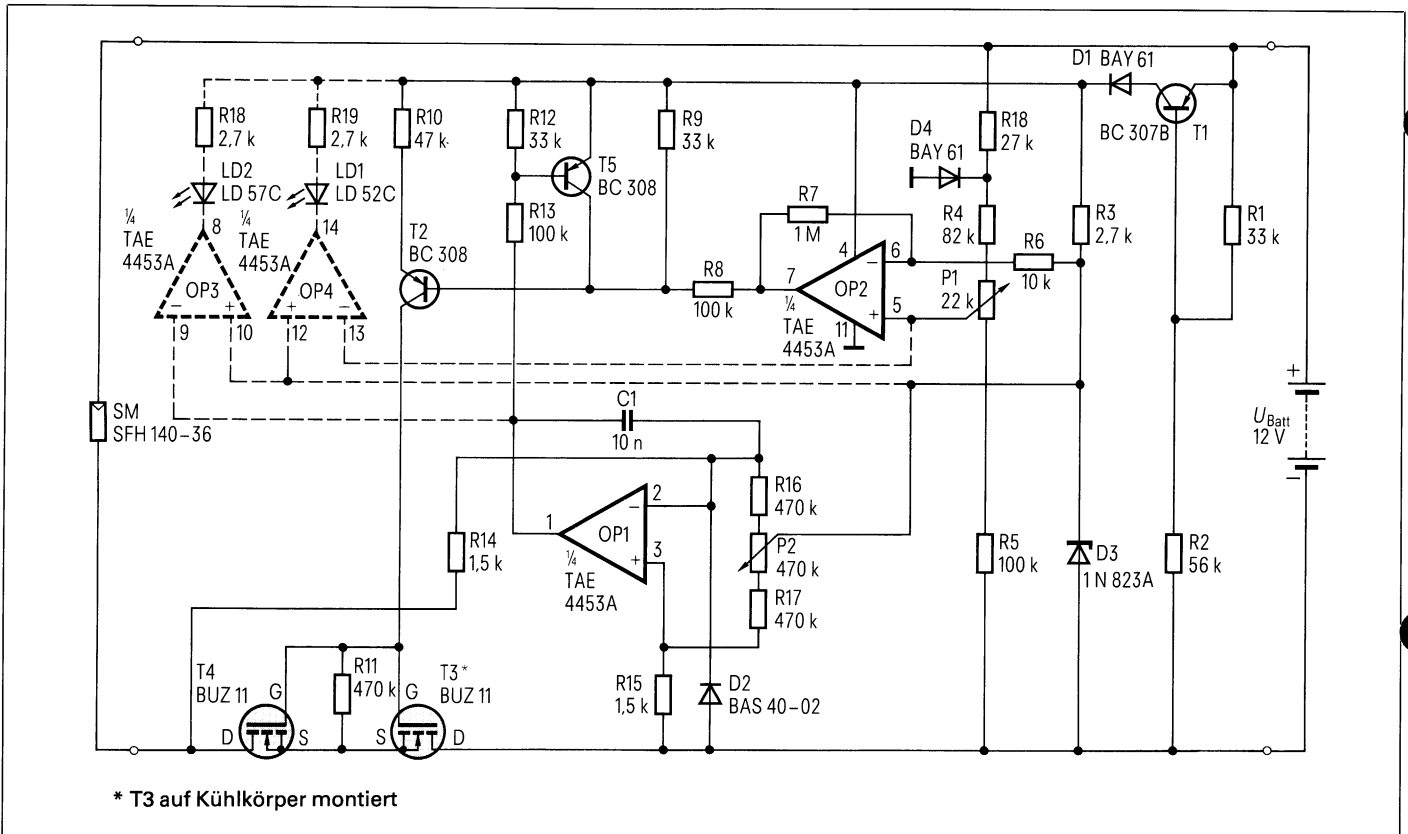 D1 BAY 61
BC 307B T1
R18
2,7 k
R19
2,7 k
R10
47 k
R12
33 k
R9
33 k
T5
BC 308
D4
BAY 61
R18
27 k
LD2
LD 57C
LD1
LD 52C
R13
100 k
R7
1 M
R4
82 k
R3
2,7 k
R1
33 k
¼
TAE
4453A
8
¼
TAE
4453A
14
T2
BC 308
4
6
R6
10 k
OP3
OP4
R8
100 k
7
OP2
P1
22 k
¼
TAE
4453A
5
11
− +
9 10
+ −
12 13
− +
SM
SFH 140–36
C1
10 n
+
U Batt
12 V
−
R16
470 k
2
−
1
OP1
3
+
¼
TAE
4453A
R14
1,5 k
P2
470 k
R5
100 k
D3
1 N 823A
R2
56 k
R17
470 k
T4
BUZ 11
G
R11
470 k
T3*
BUZ 11
G
R15
1,5 k
D2
BAS 40–02
D S S D
* T3 auf Kühlkörper montiert